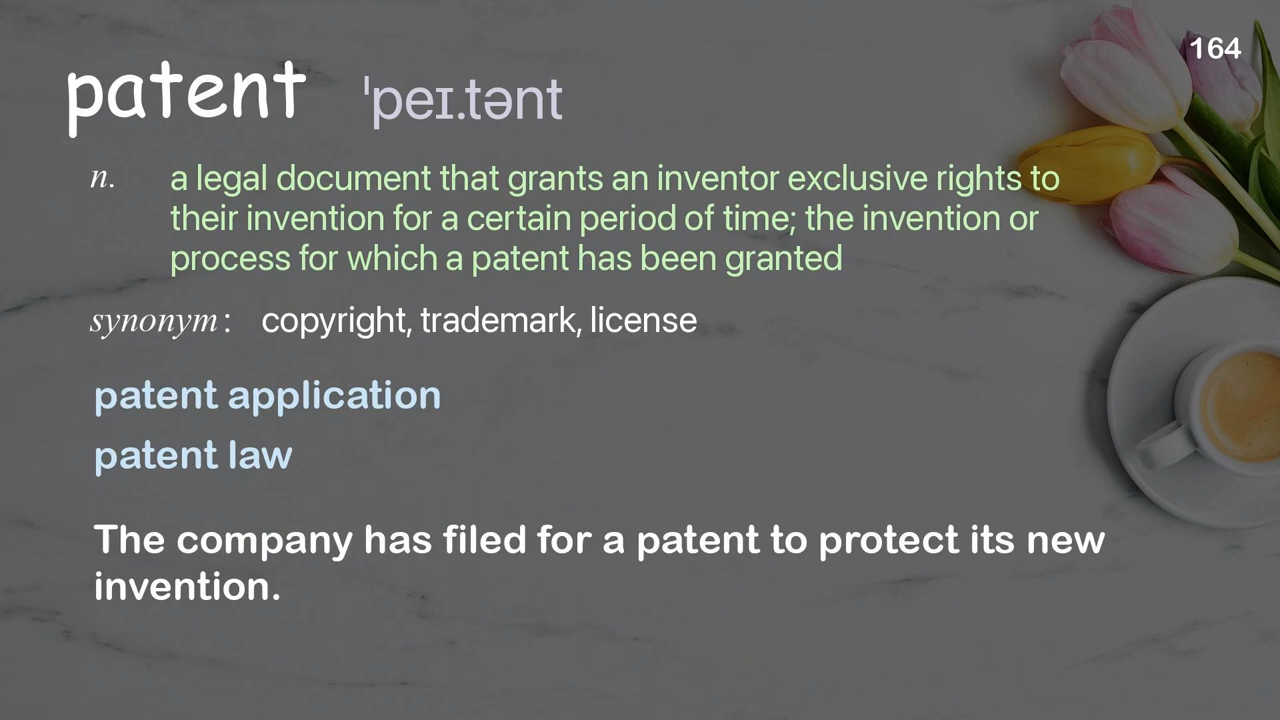 164
patent ˈpeɪ.tənt
n. a legal document that grants an inventor exclusive rights to
their invention for a certain period of time; the invention or
process for which a patent has been granted
synonym: copyright, trademark, license
patent application
patent law
The company has filed for a patent to protect its new
invention.